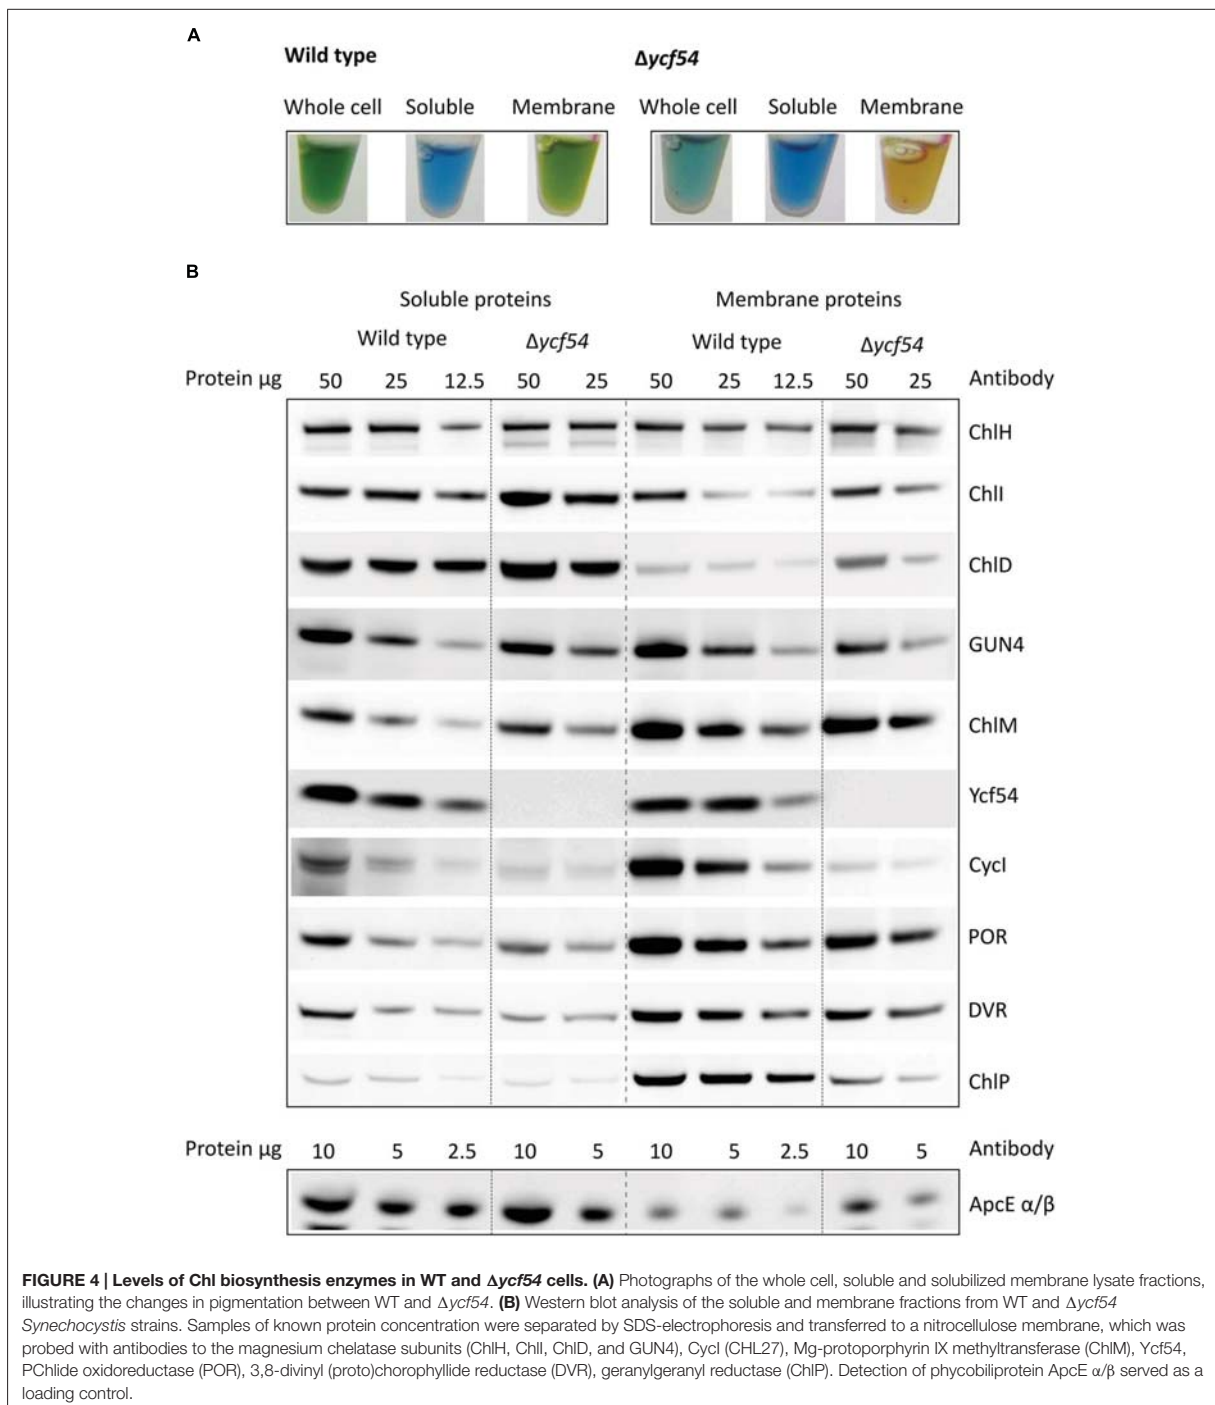 A
Wild type Δycf54
Whole cell Soluble Membrane Whole cell Soluble Membrane
B
Soluble proteins Membrane proteins
Wild type Δycf54 Wild type Δycf54
Protein µg 50 25 12.5 50 25 50 25 12.5 50 25 Antibody
ChlH
ChlI
ChlD
GUN4
ChlM
Ycf54
CycI
POR
DVR
ChlP
Protein µg 10 5 2.5 10 5 10 5 2.5 10 5 Antibody
ApcE α/β
FIGURE 4 | Levels of Chl biosynthesis enzymes in WT and Δycf54 cells. (A) Photographs of the whole cell, soluble and solubilized membrane lysate fractions,
illustrating the changes in pigmentation between WT and Δycf54. (B) Western blot analysis of the soluble and membrane fractions from WT and Δycf54
Synechocystis strains. Samples of known protein concentration were separated by SDS-electrophoresis and transferred to a nitrocellulose membrane, which was
probed with antibodies to the magnesium chelatase subunits (ChlH, ChlI, ChlD, and GUN4), CycI (CHL27), Mg-protoporphyrin IX methyltransferase (ChlM), Ycf54,
PChlide oxidoreductase (POR), 3,8-divinyl (proto)chorophyllide reductase (DVR), geranylgeranyl reductase (ChlP). Detection of phycobiliprotein ApcE α/β served as a
loading control.